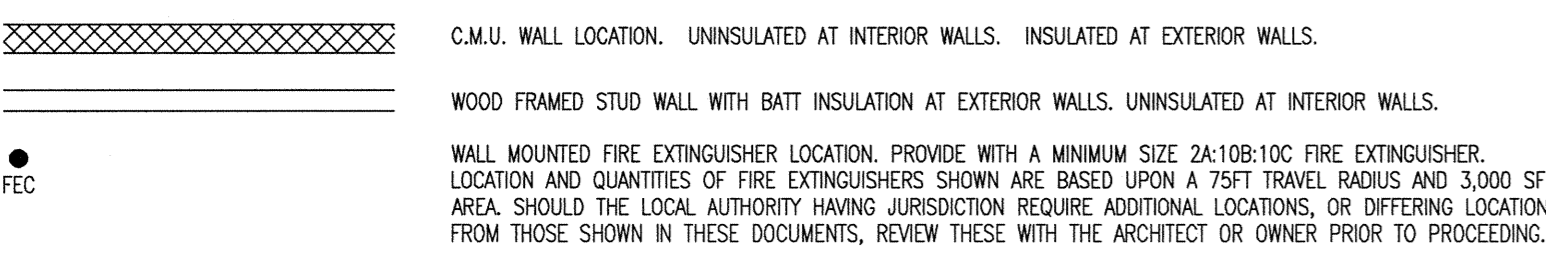 C.M.U. WALL LOCATION. UNINSULATED AT INTERIOR WALLS. INSULATED AT EXTERIOR WALLS.
WOOD FRAMED STUD WALL WITH BATT INSULATION AT EXTERIOR WALLS. UNINSULATED AT INTERIOR WALLS.
FEC
WALL MOUNTED FIRE EXTINGUISHER LOCATION. PROVIDE WITH A MINIMUM SIZE 2A:10B:10C FIRE EXTINGUISHER.
LOCATION AND QUANTITIES OF FIRE EXTINGUISHERS SHOWN ARE BASED UPON A 75FT TRAVEL RADIUS AND 3,000 SF
AREA. SHOULD THE LOCAL AUTHORITY HAVING JURISDICTION REQUIRE ADDITIONAL LOCATIONS, OR DIFFERING LOCATION
FROM THOSE SHOWN IN THESE DOCUMENTS, REVIEW THESE WITH THE ARCHITECT OR OWNER PRIOR TO PROCEEDING.